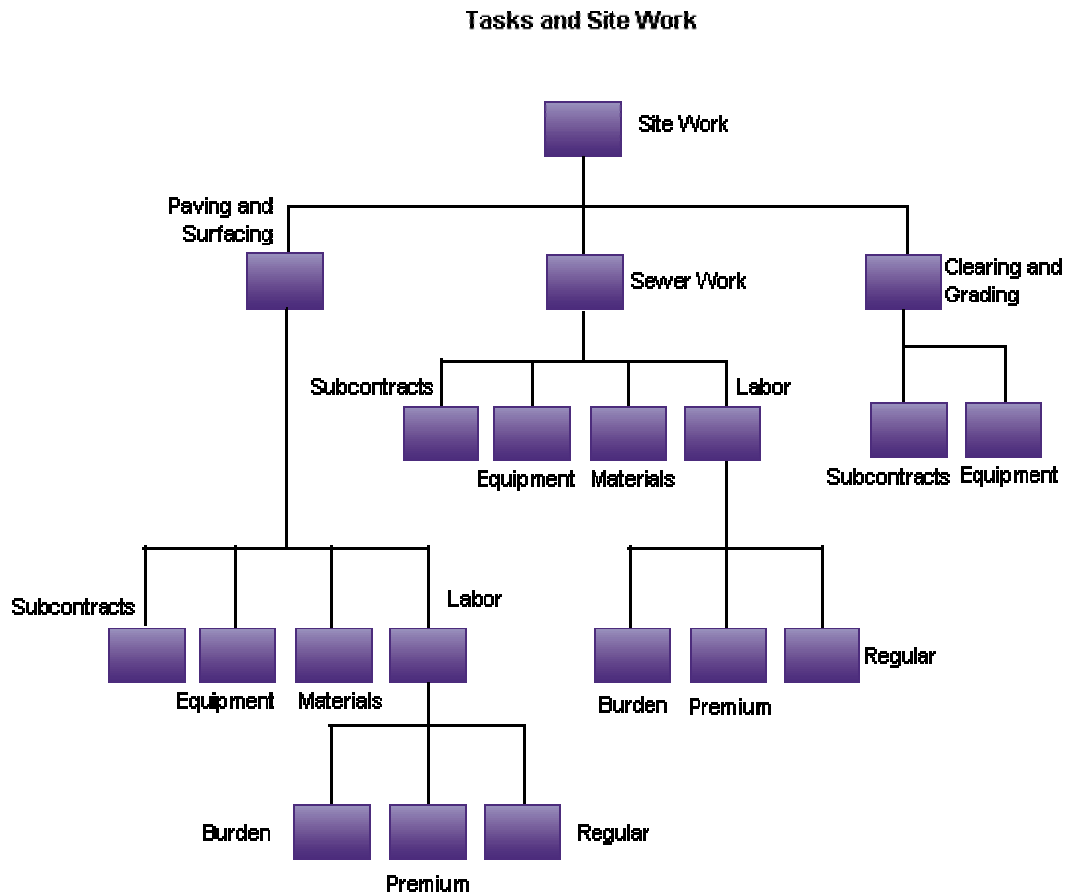 Tasks and Site Work
Site Work
Paving and
Surfacing
Sewer Work
Clearing and
Grading
Subcontracts
Labor
Equipment
Materials
Subcontracts
Equipment
Subcontracts
Labor
Equipment
Materials
Burden
Premium
Regular
Burden
Premium
Regular